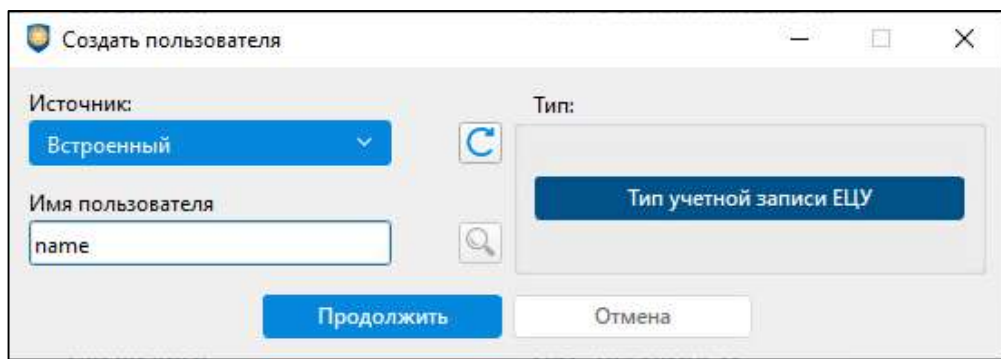 Создать пользователя
Источник:
Встроенный
Имя пользователя
name
Тип:
Тип учетной записи ЕЦУ
Продолжить
Отмена